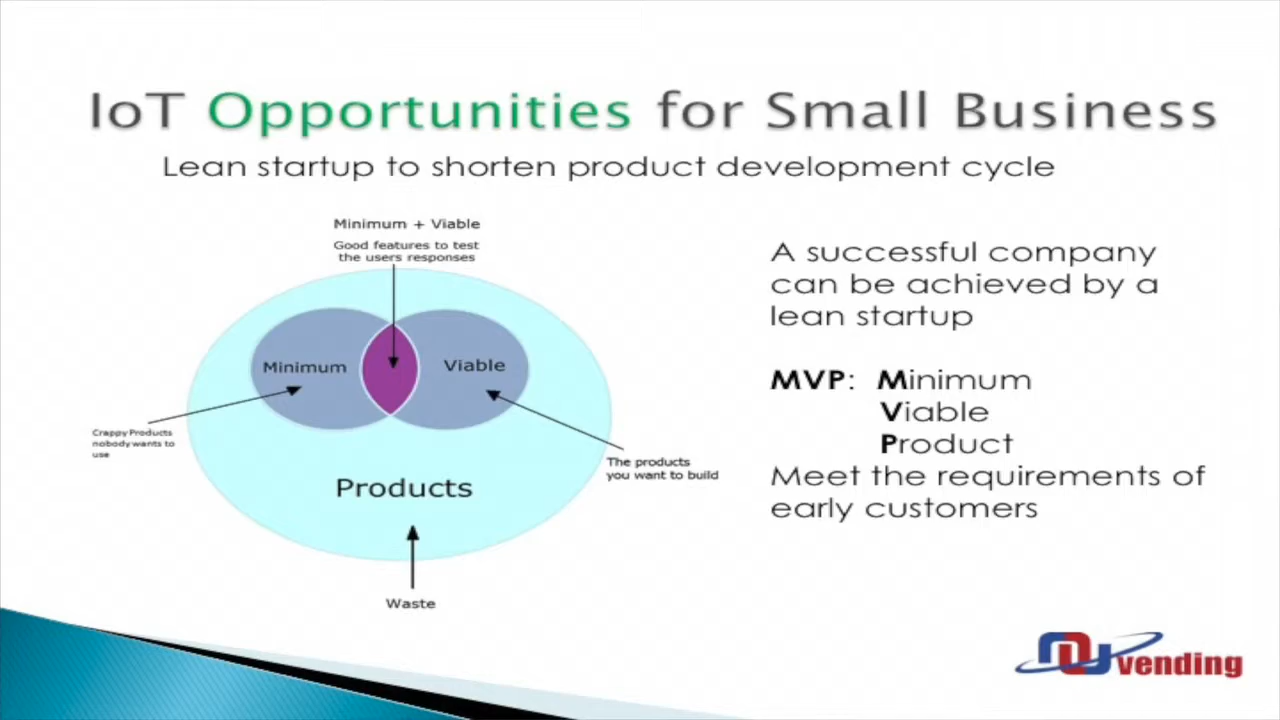 IoT Opportunities for Small Business
Lean startup to shorten product development cycle
Minimum + Viable
Good features to test
the users responses
Minimum
Viable
Crappy Products
nobody wants to
use
The products
you want to build
Products
Waste
A successful company
can be achieved by a
lean startup
MVP: Minimum
Viable
Product
Meet the requirements of
early customers
vending